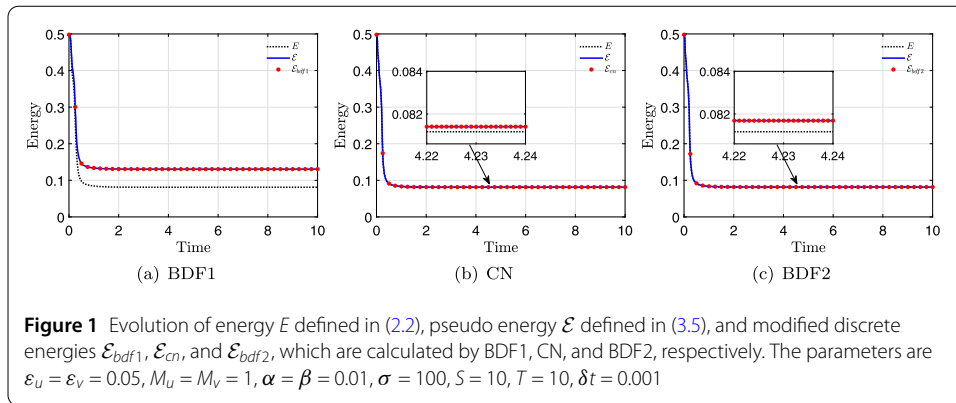 0.5
0.4
0.3
0.2
0.1
0
Energy
0 2 4 6 8 10
Time
E
ℰ
ℰbdf1
(a) BDF1
0.5
0.4
0.3
0.2
0.1
0
Energy
0 2 4 6 8 10
Time
E
ℰ
ℰcn
0.084
0.082
4.22 4.23 4.24
(b) CN
0.5
0.4
0.3
0.2
0.1
0
Energy
0 2 4 6 8 10
Time
E
ℰ
ℰbdf2
0.084
0.082
4.22 4.23 4.24
(c) BDF2
Figure 1 Evolution of energy E defined in (2.2), pseudo energy ℰ defined in (3.5), and modified discrete
energies ℰbdf1, ℰcn, and ℰbdf2, which are calculated by BDF1, CN, and BDF2, respectively. The parameters are
εu = εv = 0.05, Mu = Mv = 1, α = β = 0.01, σ = 100, S = 10, T = 10, δt = 0.001